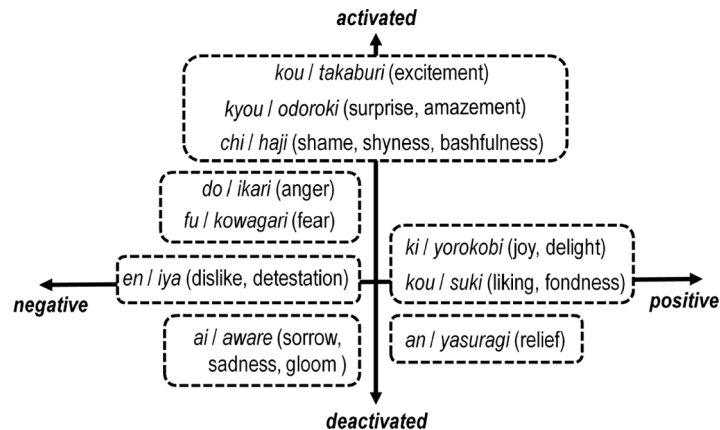 activated
kou / takaburi (excitement)
kyou / odoroki (surprise, amazement)
chi / haji (shame, shyness, bashfulness)
do / ikari (anger)
fu / kowagari (fear)
ki / yorokobi (joy, delight)
kou / suki (liking, fondness)
en / iya (dislike, detestation)
negative
positive
ai / aware (sorrow,
sadness, gloom )
an / yasuragi (relief)
deactivated